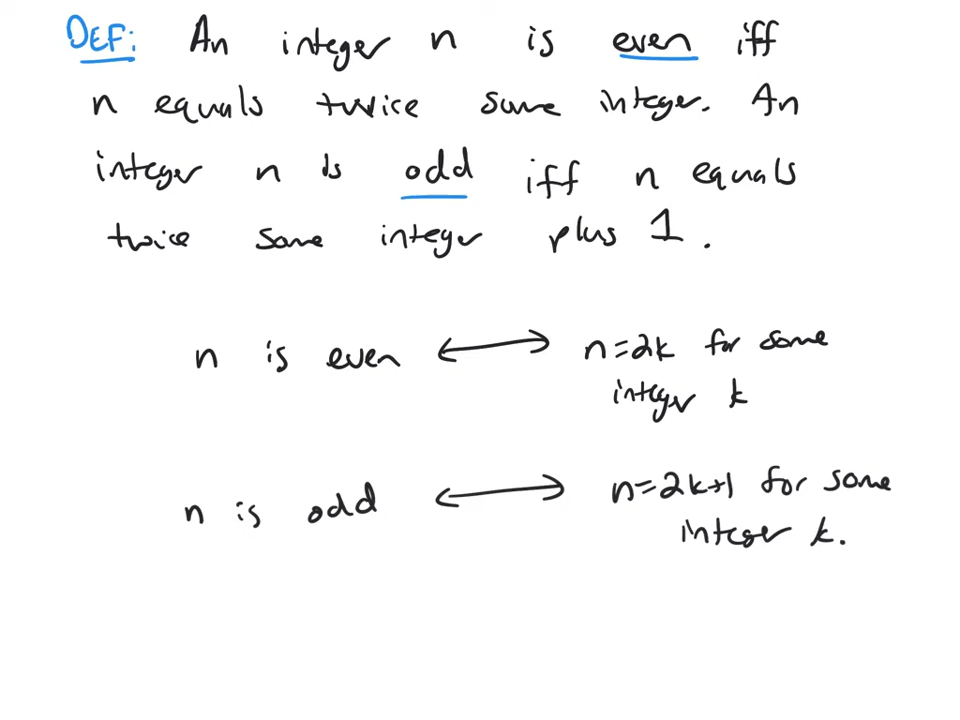 DEF: An integer n is even iff
n equals twice some integer. An
integer n is odd iff n equals
twice some integer plus 1.
n is even ⟷ n=2k for some
integer k
n is odd ⟷ n=2k+1 for some
integer k.